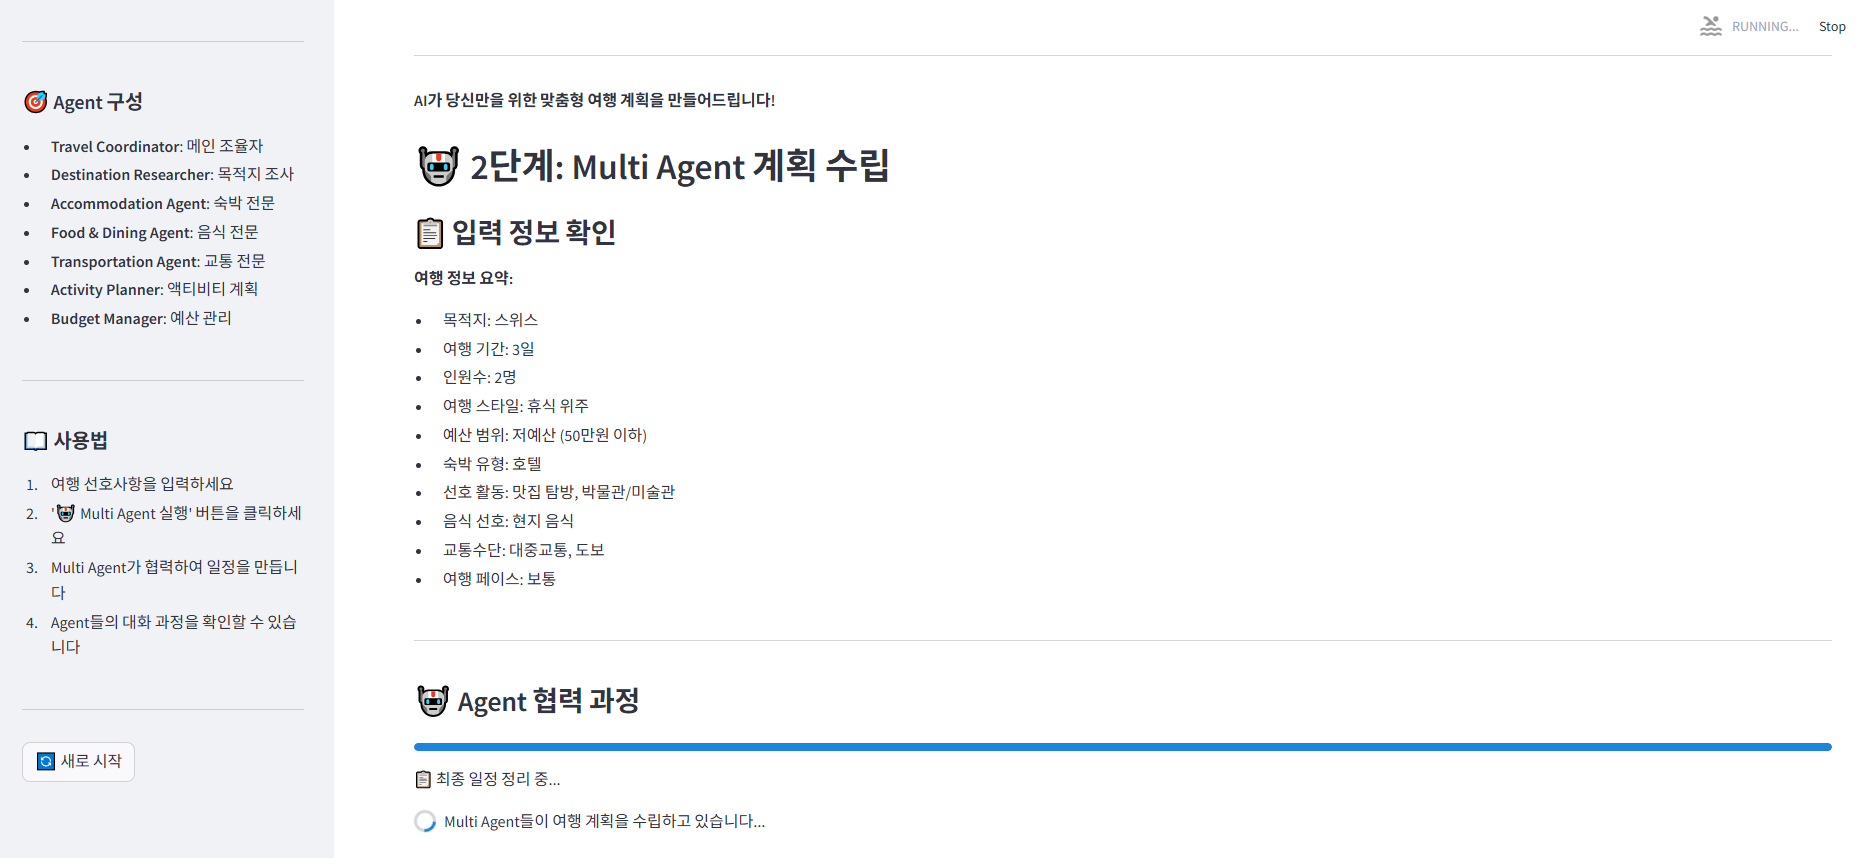 RUNNING...
Stop
Agent 구성
Travel Coordinator: 메인 조율자
Destination Researcher: 목적지 조사
Accommodation Agent: 숙박 전문
Food & Dining Agent: 음식 전문
Transportation Agent: 교통 전문
Activity Planner: 액티비티 계획
Budget Manager: 예산 관리
사용법
1. 여행 선호사항을 입력하세요
2. '🤖 Multi Agent 실행' 버튼을 클릭하세
요
3. Multi Agent가 협력하여 일정을 만듭니
다
4. Agent들의 대화 과정을 확인할 수 있습
니다
새로 시작
AI가 당신만을 위한 맞춤형 여행 계획을 만들어드립니다!
2단계: Multi Agent 계획 수립
입력 정보 확인
여행 정보 요약:
목적지: 스위스
여행 기간: 3일
인원수: 2명
여행 스타일: 휴식 위주
예산 범위: 저예산 (50만원 이하)
숙박 유형: 호텔
선호 활동: 맛집 탐방, 박물관/미술관
음식 선호: 현지 음식
교통수단: 대중교통, 도보
여행 페이스: 보통
Agent 협력 과정
최종 일정 정리 중...
Multi Agent들이 여행 계획을 수립하고 있습니다...